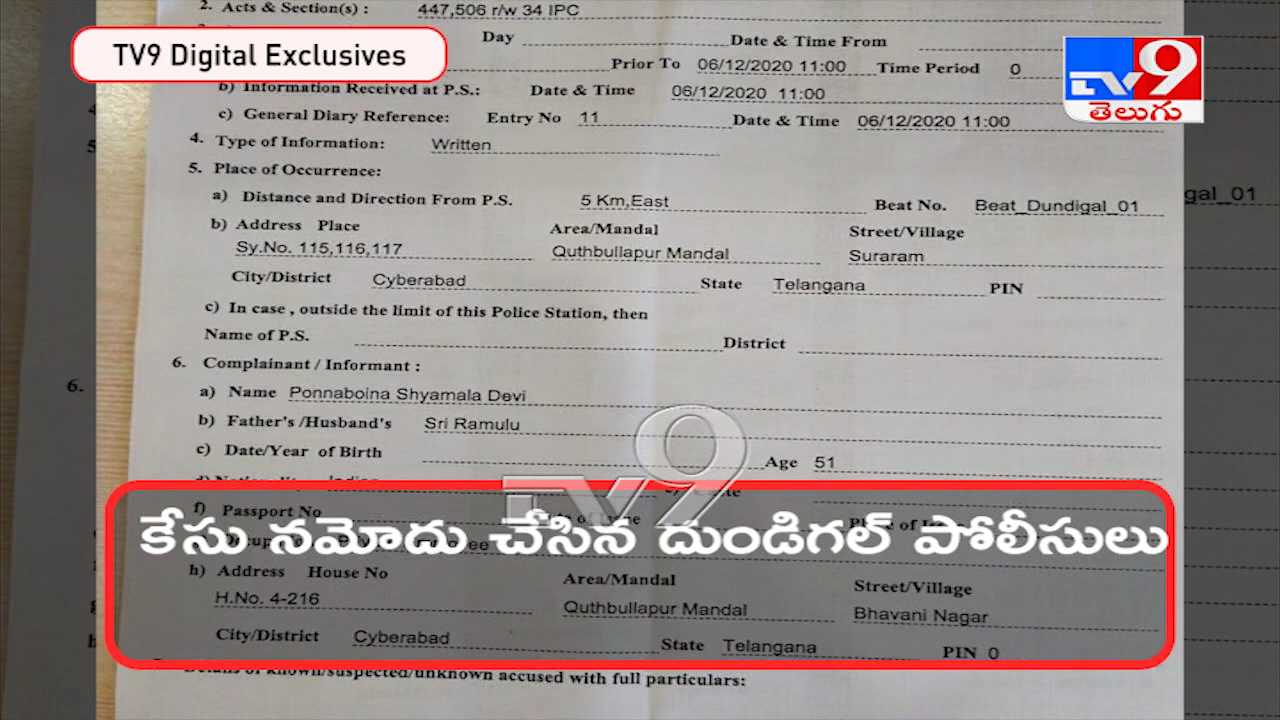 2. Acts & Section(s) : 447,506 r/w 34 IPC
TV9 Digital Exclusives
TV9
తెలుగు
Day Date & Time From
Prior To 06/12/2020 11:00 Time Period 0
b) Information Received at P.S.: Date & Time 06/12/2020 11:00
c) General Diary Reference: Entry No 11 Date & Time 06/12/2020 11:00
4. Type of Information: Written
5. Place of Occurrence:
a) Distance and Direction From P.S. 5 Km,East Beat No. Beat_Dundigal_01
gal_01
b) Address Place Area/Mandal Street/Village
Sy.No. 115,116,117 Quthbullapur Mandal Suraram
City/District Cyberabad State Telangana PIN
c) In case , outside the limit of this Police Station, then
Name of P.S. District
6. Complainant / Informant :
6.
a) Name Ponnaboina Shyamala Devi
b) Father's /Husband's Sri Ramulu
c) Date/Year of Birth Age 51
TV9
f) Passport No
కేసు నమోదు చేసిన దుండిగల్ పోలీసులు
h) Address House No Area/Mandal Street/Village
H.No. 4-216 Quthbullapur Mandal Bhavani Nagar
City/District Cyberabad State Telangana PIN 0
Details of known/suspected/unknown accused with full particulars: